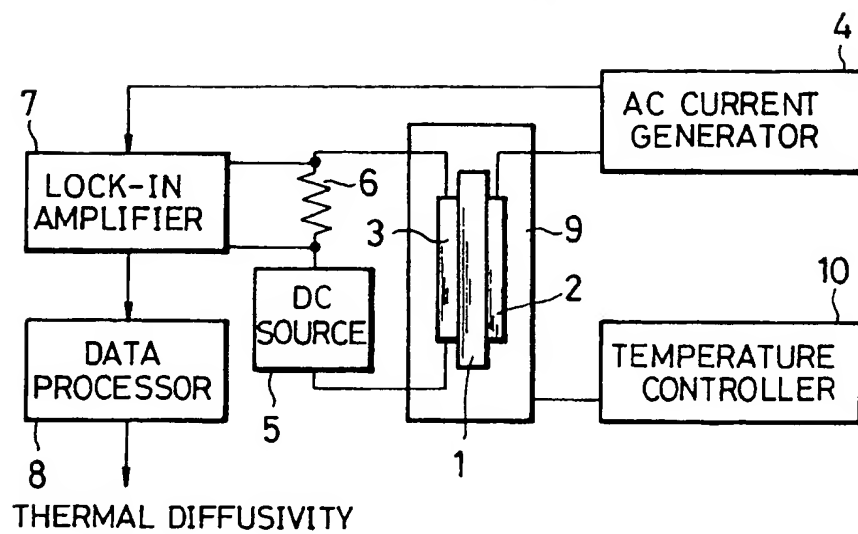 4
AC CURRENT
GENERATOR
7
LOCK-IN
AMPLIFIER
6
3
9
2
DC
SOURCE
10
DATA
PROCESSOR
TEMPERATURE
CONTROLLER
5
1
8
THERMAL DIFFUSIVITY